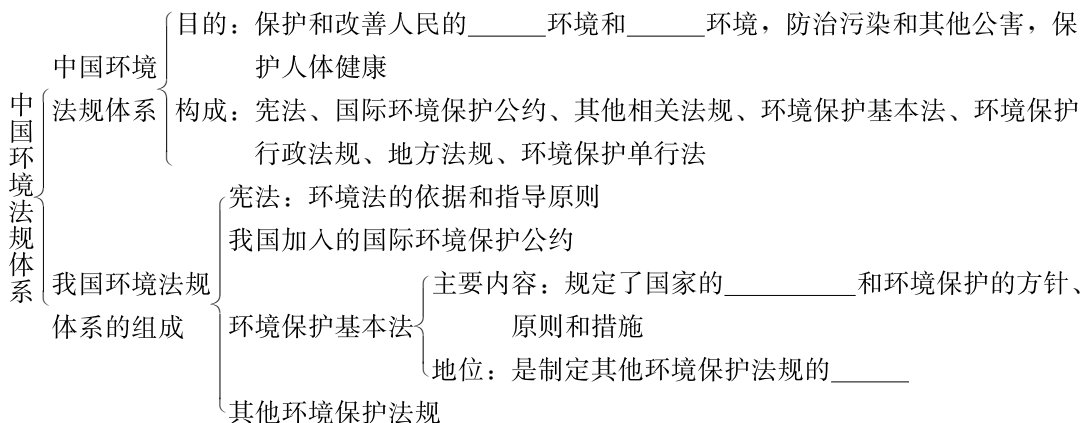 中国环境法规体系
中国环境
法规体系
目的：保护和改善人民的______环境和______环境，防治污染和其他公害，保
护人体健康
构成：宪法、国际环境保护公约、其他相关法规、环境保护基本法、环境保护
行政法规、地方法规、环境保护单行法
我国环境法规
体系的组成
宪法：环境法的依据和指导原则
我国加入的国际环境保护公约
环境保护基本法
主要内容：规定了国家的__________和环境保护的方针、
原则和措施
地位：是制定其他环境保护法规的______
其他环境保护法规